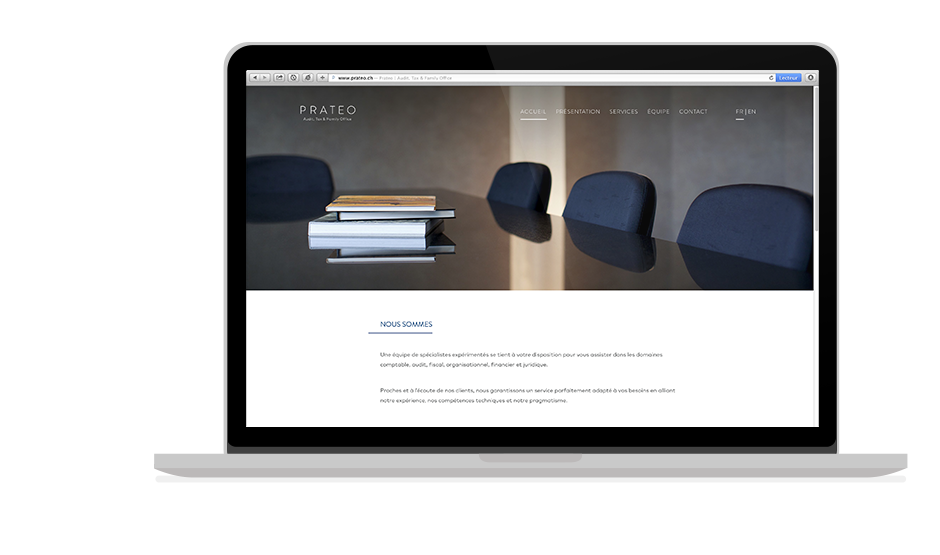 www.prateo.ch — Prateo | Audit, Tax & Family Office
Lecteur
PRATEO
Audit, Tax & Family Office
ACCUEIL PRÉSENTATION SERVICES ÉQUIPE CONTACT FR | EN
NOUS SOMMES
Une équipe de spécialistes expérimentés se tient à votre disposition pour vous assister dans les domaines
comptable, audit, fiscal, organisationnel, financier et juridique.
Proches et à l'écoute de nos clients, nous garantissons un service parfaitement adapté à vos besoins en alliant
notre expérience, nos compétences techniques et notre pragmatisme.